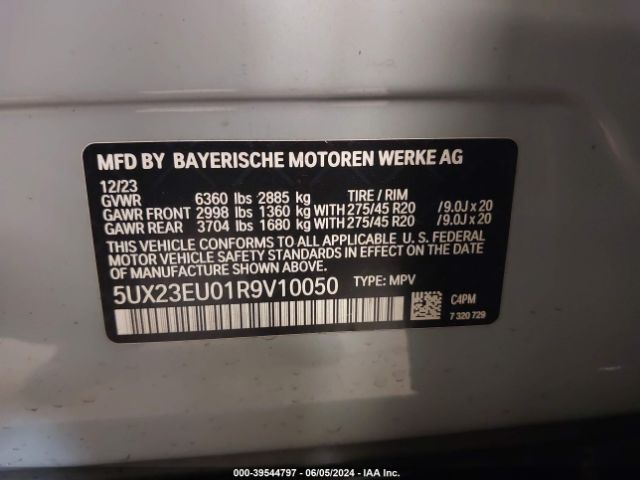 MFD BY BAYERISCHE MOTOREN WERKE AG
12/23
GVWR 6360 lbs 2885 kg TIRE / RIM
GAWR FRONT 2998 lbs 1360 kg WITH 275/45 R20 /9.0J x 20
GAWR REAR 3704 lbs 1680 kg WITH 275/45 R20 /9.0J x 20
THIS VEHICLE CONFORMS TO ALL APPLICABLE U.S. FEDERAL
MOTOR VEHICLE SAFETY STANDARDS IN EFFECT ON THE
DATE OF MANUFACTURE SHOWN ABOVE.
5UX23EU01R9V10050 TYPE: MPV
C4PM
7 320 729
000-39544797 - 06/05/2024 - IAA Inc.